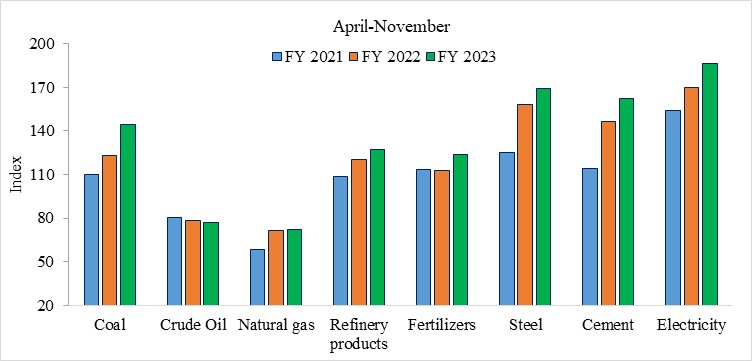 April-November
FY 2021 FY 2022 FY 2023
Index
200
170
140
110
80
50
20
Coal Crude Oil Natural gas Refinery products Fertilizers Steel Cement Electricity